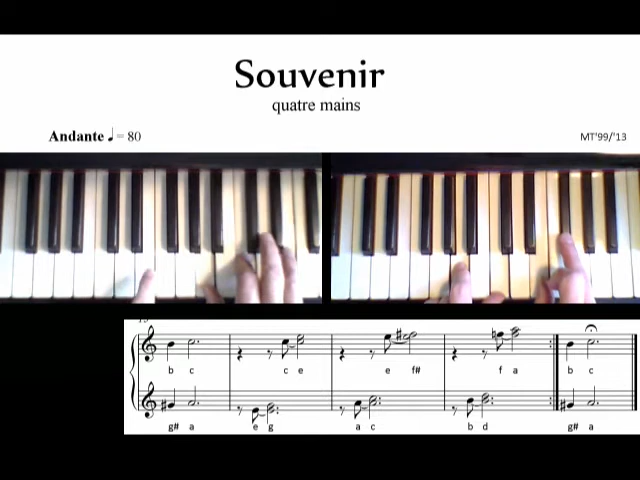 Souvenir
quatre mains
Andante ♩ = 80
MT'99/'13
b c c e e f# f a b c
g# a e g a c b d g# a